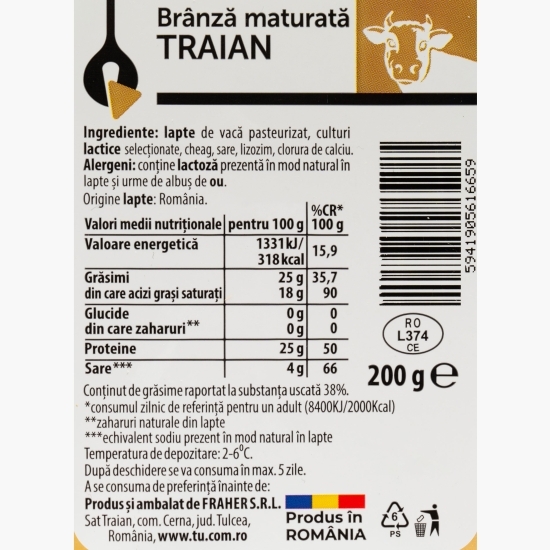 Brânză maturată
TRAIAN
Ingrediente: lapte de vacă pasteurizat, culturi
lactice selecționate, cheag, sare, lizozim, clorura de calciu.
Alergeni: conține lactoză prezentă în mod natural în
lapte și urme de albuș de ou.
Origine lapte: România.
Valori medii nutriționale pentru 100 g %CR* 100 g
Valoare energetică 1331 kJ/ 318 kcal 15,9
Grăsimi 25 g 35,7
din care acizi grași saturați 18 g 90
Glucide 0 g 0
din care zaharuri** 0 g 0
Proteine 25 g 50
Sare*** 4 g 66
5941905616659
RO
L374
CE
200 g e
Conținut de grăsime raportat la substanța uscată 38%.
*consumul zilnic de referință pentru un adult (8400KJ/2000Kcal)
**zaharuri naturale din lapte
***echivalent sodiu prezent în mod natural în lapte
Temperatura de depozitare: 2-6⁰C.
După deschidere se va consuma în max. 5 zile.
A se consuma de preferință înainte de:
Produs și ambalat de FRAHER S.R.L.
Sat Traian, com. Cerna, jud. Tulcea,
România, www.tu.com.ro
Produs în
ROMÂNIA
6
PS